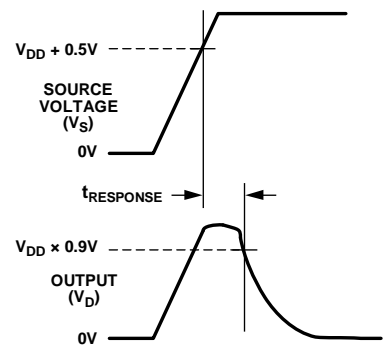 V_DD + 0.5V
SOURCE
VOLTAGE
(V_S)
0V
t_RESPONSE
V_DD × 0.9V
OUTPUT
(V_D)
0V